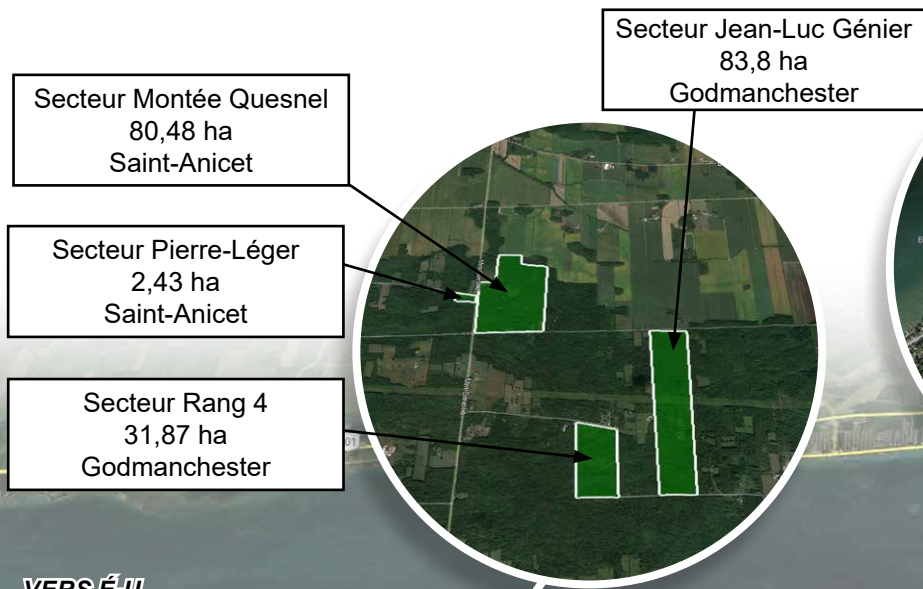 Secteur Jean-Luc Génier
83,8 ha
Godmanchester
Secteur Montée Quesnel
80,48 ha
Saint-Anicet
Secteur Pierre-Léger
2,43 ha
Saint-Anicet
Secteur Rang 4
31,87 ha
Godmanchester
VERS É-U